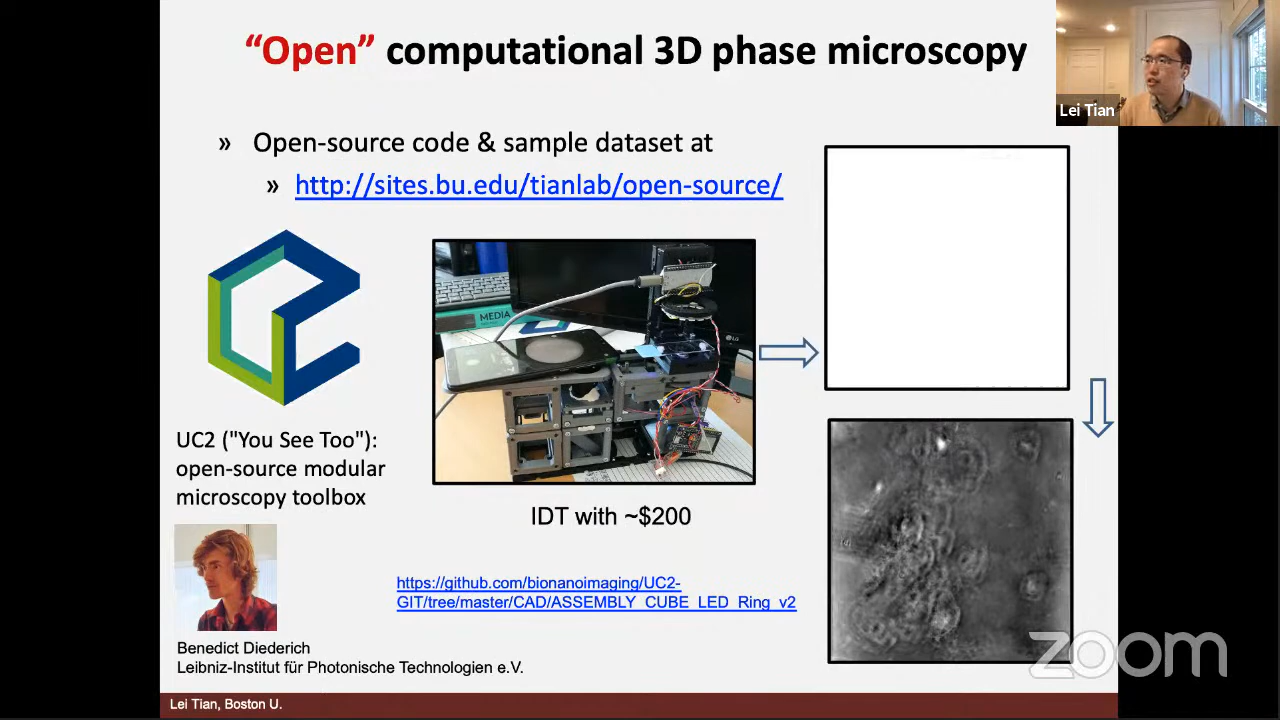 “Open” computational 3D phase microscopy
Lei Tian
» Open-source code & sample dataset at
» http://sites.bu.edu/tianlab/open-source/
MEDIA
LG
UC2 ("You See Too"):
open-source modular
microscopy toolbox
IDT with ~$200
https://github.com/bionanoimaging/UC2-
GIT/tree/master/CAD/ASSEMBLY_CUBE_LED_Ring_v2
Benedict Diederich
Leibniz-Institut für Photonische Technologien e.V.
zoom
Lei Tian, Boston U.